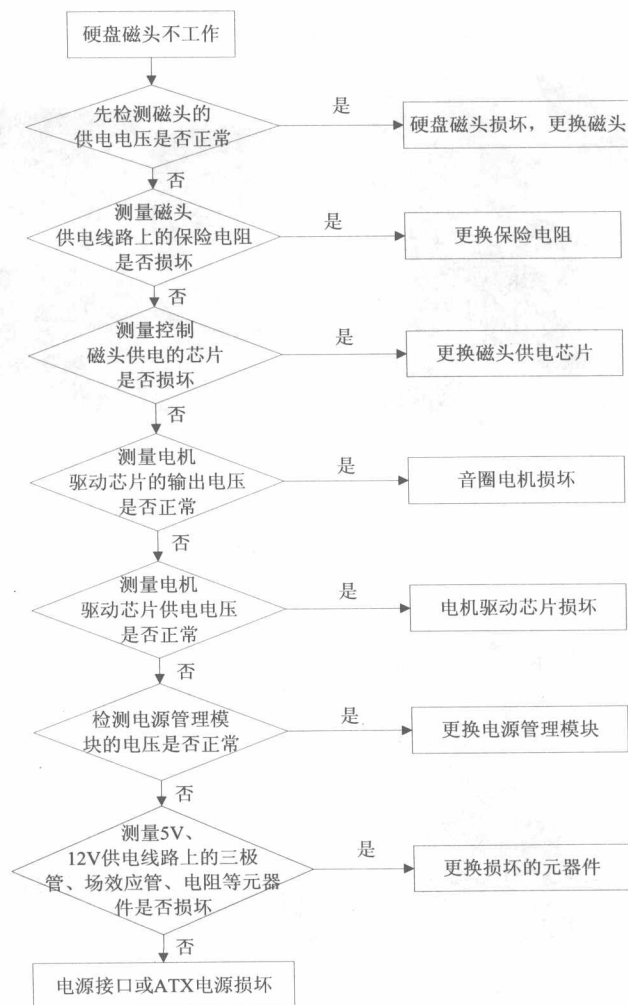 硬盘磁头不工作
先检测磁头的
供电电压是否正常
是
硬盘磁头损坏，更换磁头
否
测量磁头
供电线路上的保险电阻
是否损坏
是
更换保险电阻
否
测量控制
磁头供电的芯片
是否损坏
是
更换磁头供电芯片
否
测量电机
驱动芯片的输出电压
是否正常
是
音圈电机损坏
否
测量电机
驱动芯片供电电压
是否正常
是
电机驱动芯片损坏
否
检测电源管理模
块的电压是否正常
是
更换电源管理模块
否
测量5V、
12V供电线路上的三极
管、场效应管、电阻等元器
件是否损坏
是
更换损坏的元器件
否
电源接口或ATX电源损坏